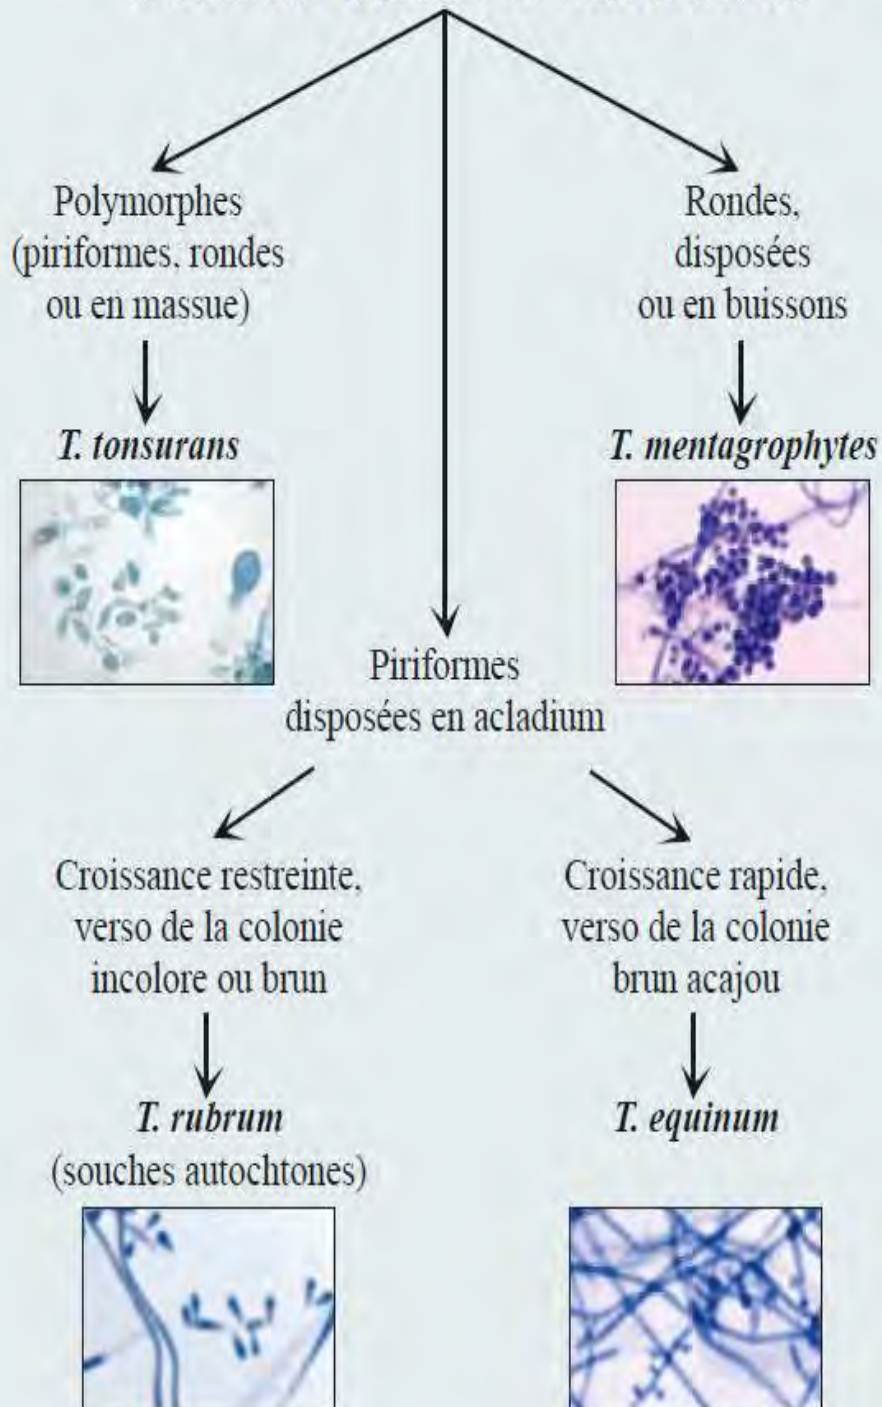 Polymorphes
(piriformes, rondes
ou en massue)
Rondes,
disposées
ou en buissons
T. tonsurans
T. mentagrophytes
Piriformes
disposées en acladium
Croissance restreinte,
verso de la colonie
incolore ou brun
Croissance rapide,
verso de la colonie
brun acajou
T. rubrum
(souches autochtones)
T. equinum